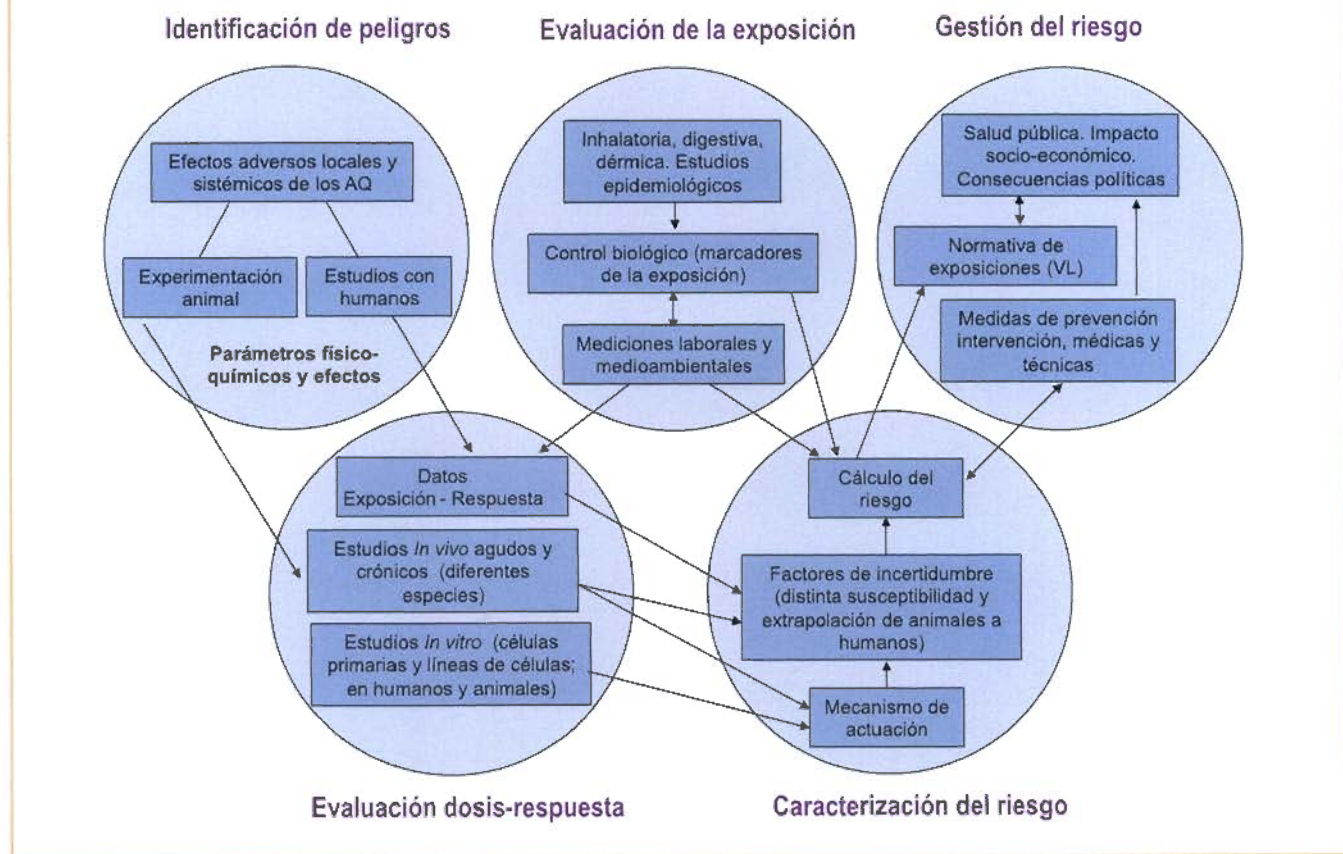 Identificación de peligros
Efectos adversos locales y
sistémicos de los AQ
Experimentación
animal
Estudios con
humanos
Parámetros físico-
químicos y efectos
Evaluación de la exposición
Inhalatoria, digestiva,
dérmica. Estudios
epidemiológicos
Control biológico (marcadores
de la exposición)
Mediciones laborales y
medioambientales
Gestión del riesgo
Salud pública. Impacto
socio-económico.
Consecuencias políticas
Normativa de
exposiciones (VL)
Medidas de prevención
intervención, médicas y
técnicas
Datos
Exposición - Respuesta
Estudios In vivo agudos y
crónicos (diferentes
especies)
Estudios In vitro (células
primarias y líneas de células;
en humanos y animales)
Evaluación dosis-respuesta
Cálculo del
riesgo
Factores de incertidumbre
(distinta susceptibilidad y
extrapolación de animales a
humanos)
Mecanismo de
actuación
Caracterización del riesgo